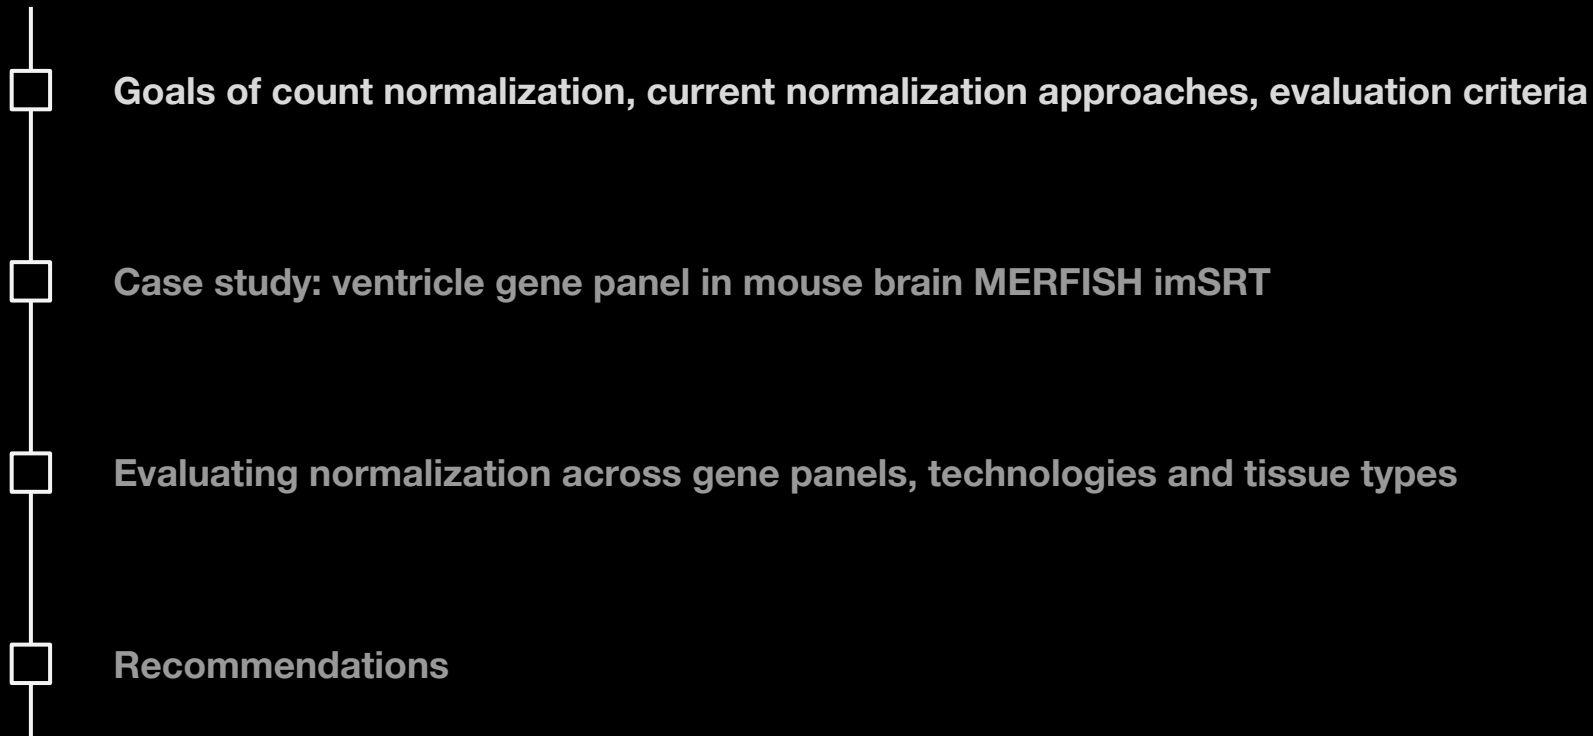 Goals of count normalization, current normalization approaches, evaluation criteria
Case study: ventricle gene panel in mouse brain MERFISH imSRT
Evaluating normalization across gene panels, technologies and tissue types
Recommendations